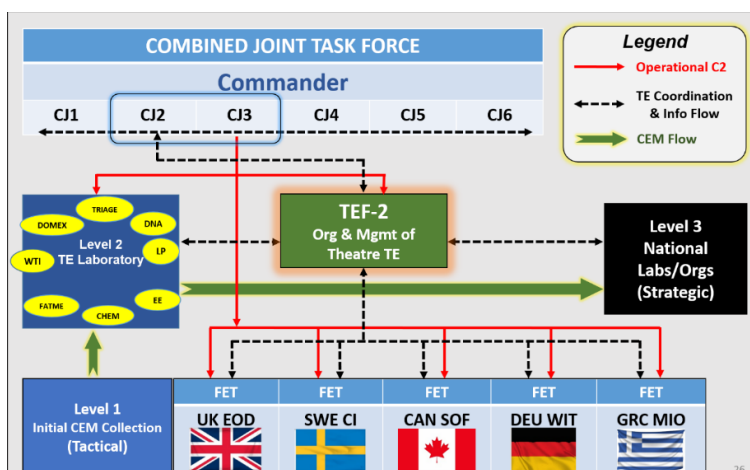 COMBINED JOINT TASK FORCE
Commander
CJ1 CJ2 CJ3 CJ4 CJ5 CJ6
Legend
Operational C2
TE Coordination
& Info Flow
CEM Flow
TRIAGE
DOMEX
DNA
Level 2
TE Laboratory
WTI
LP
FATME
CHEM
EE
TEF-2
Org & Mgmt of
Theatre TE
Level 3
National
Labs/Orgs
(Strategic)
Level 1
Initial CEM Collection
(Tactical)
FET FET FET FET FET
UK EOD SWE CI CAN SOF DEU WIT GRC MIO
26